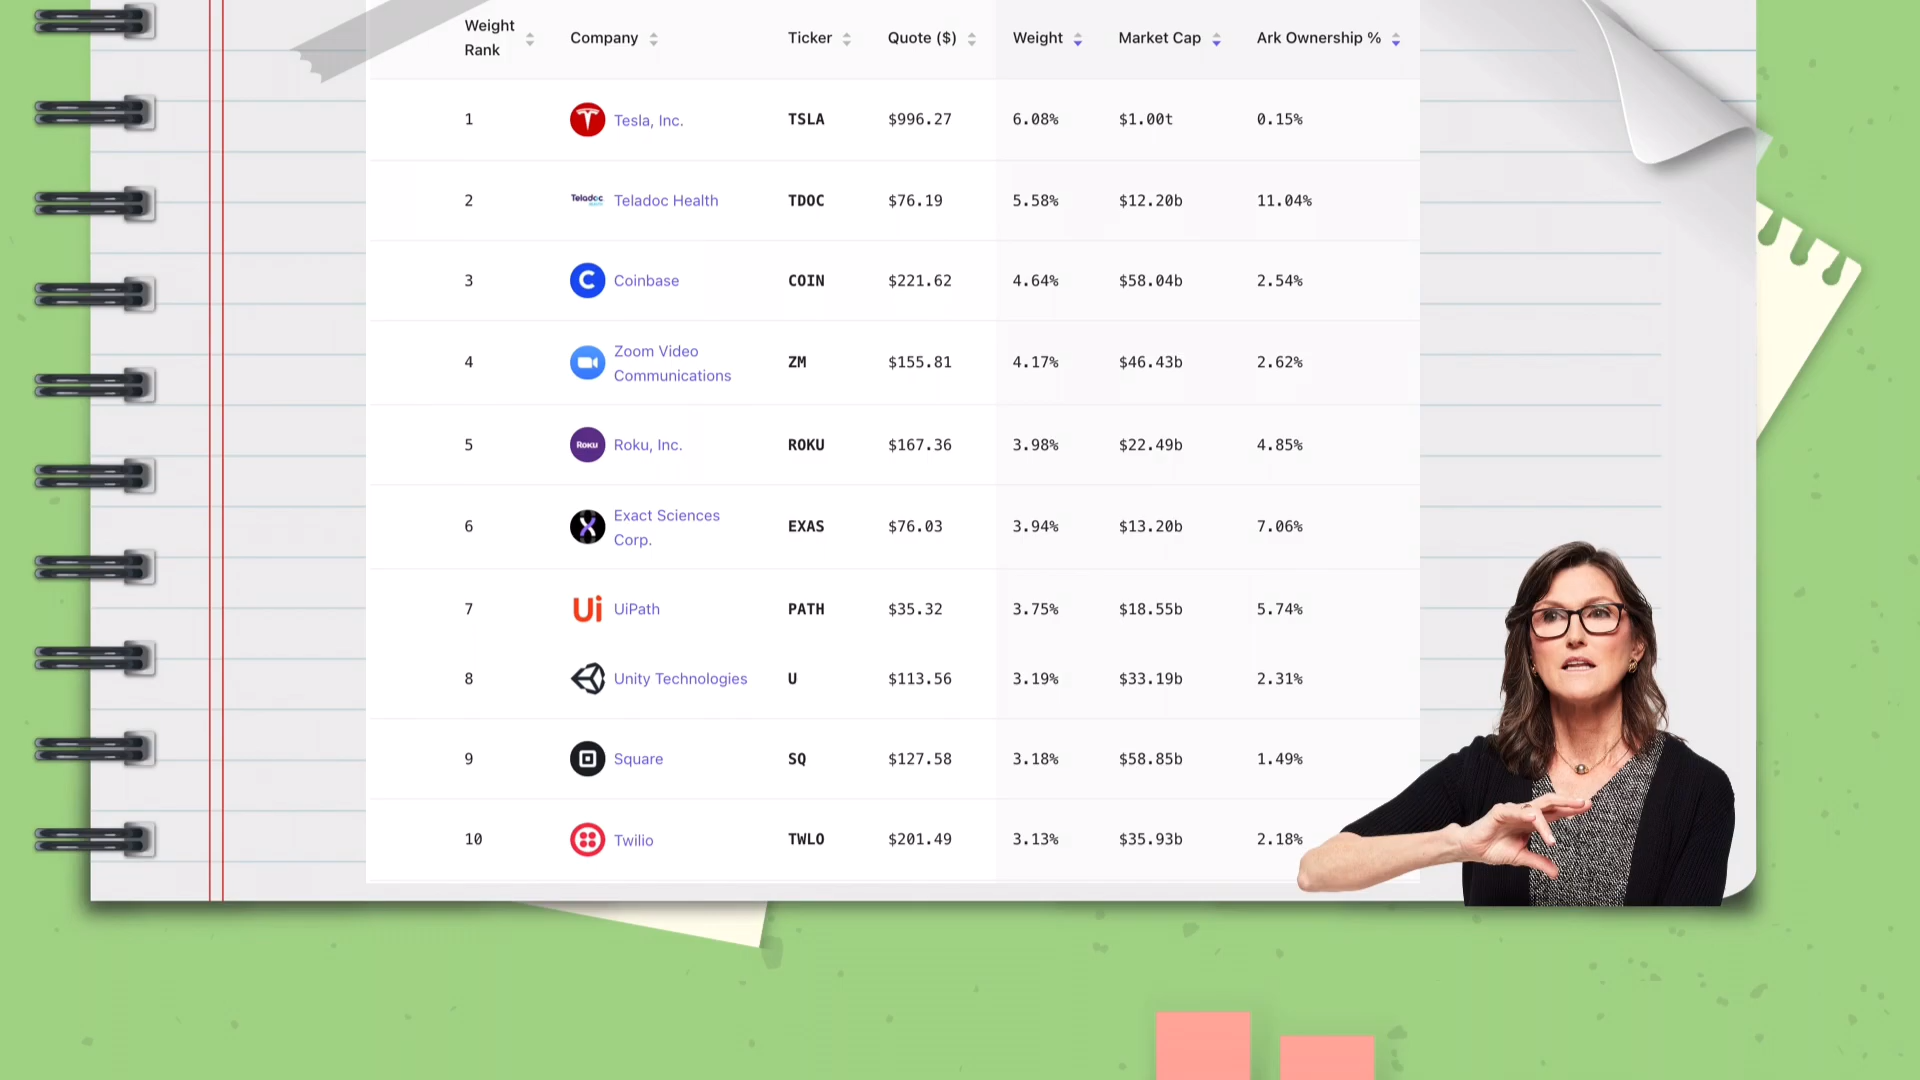 Weight Rank Company Ticker Quote ($) Weight Market Cap Ark Ownership %
1 Tesla, Inc. TSLA $996.27 6.08% $1.00t 0.15%
2 Teladoc Teladoc Health TDOC $76.19 5.58% $12.20b 11.04%
3 C Coinbase COIN $221.62 4.64% $58.04b 2.54%
4 Zoom Video Communications ZM $155.81 4.17% $46.43b 2.62%
5 ROKU Roku, Inc. ROKU $167.36 3.98% $22.49b 4.85%
6 Exact Sciences Corp. EXAS $76.03 3.94% $13.20b 7.06%
7 Ui UiPath PATH $35.32 3.75% $18.55b 5.74%
8 Unity Technologies U $113.56 3.19% $33.19b 2.31%
9 Square SQ $127.58 3.18% $58.85b 1.49%
10 Twilio TWLO $201.49 3.13% $35.93b 2.18%